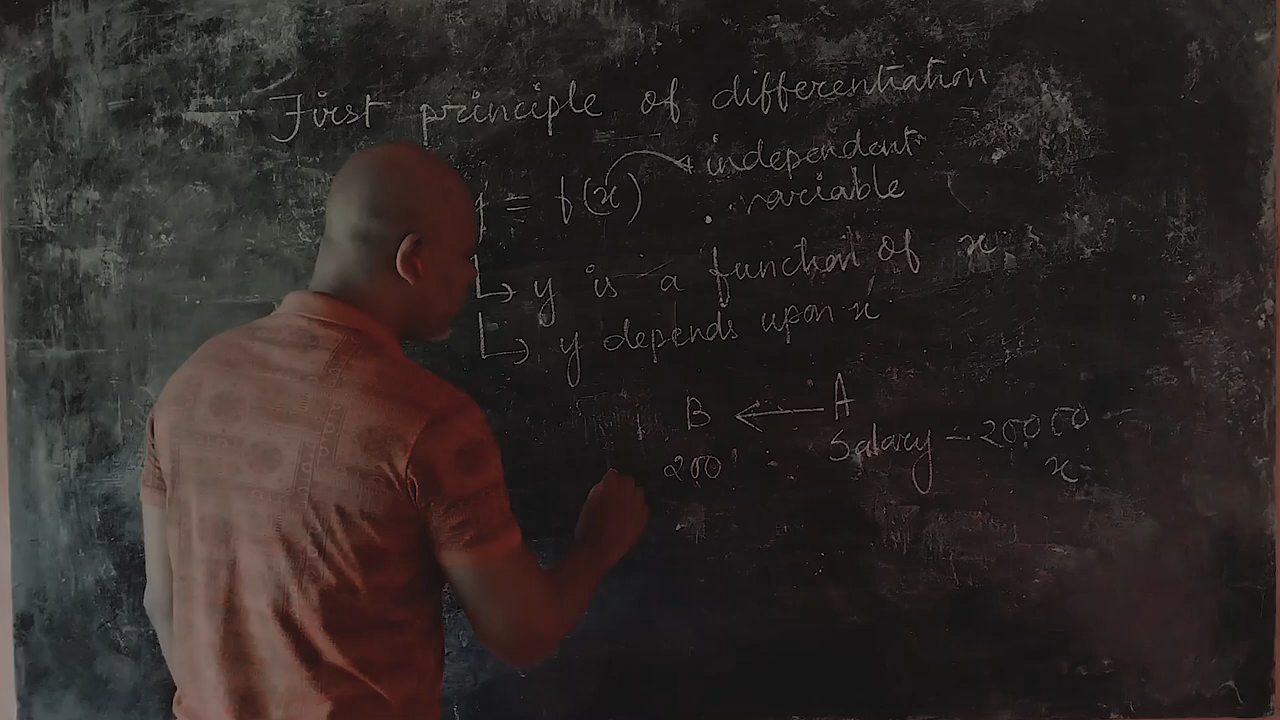 First principle of differentiation
= f(x) → independent
variable
↳ y is a function of x
↳ y depends upon x
B ← A
200 Salary - 20000
x